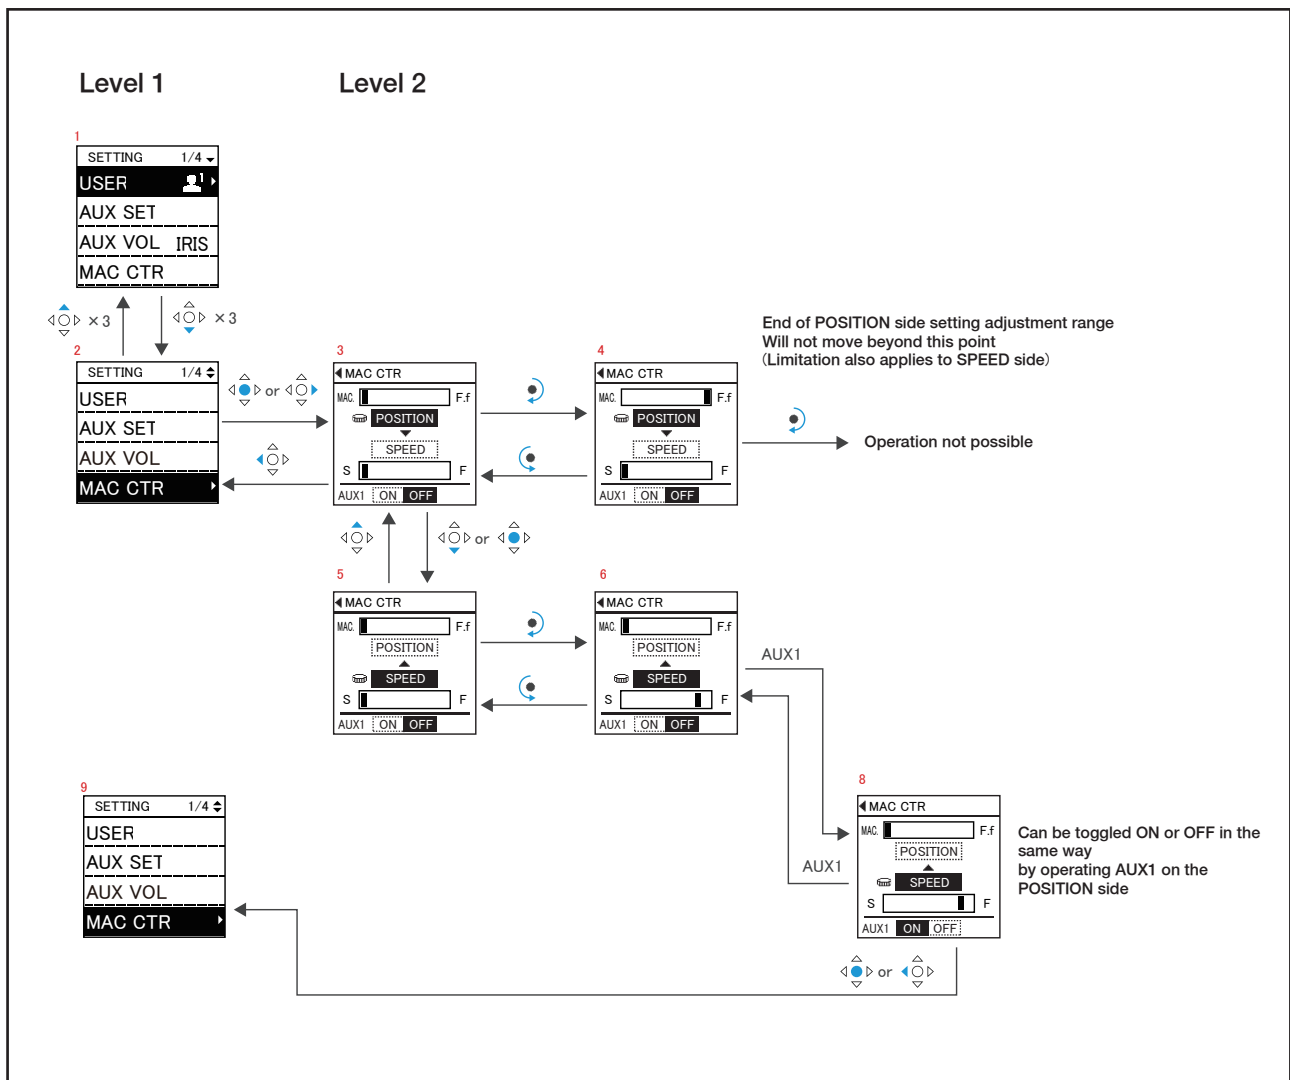 Level 1
Level 2
1
SETTING 1/4
USER 1
AUX SET
AUX VOL IRIS
MAC CTR
×3
×3
2
SETTING 1/4
USER
AUX SET
AUX VOL
MAC CTR
or
3
MAC CTR
MAC. F.f
POSITION
SPEED
S F
AUX1 ON OFF
4
MAC CTR
MAC. F.f
POSITION
SPEED
S F
AUX1 ON OFF
End of POSITION side setting adjustment range
Will not move beyond this point
(Limitation also applies to SPEED side)
Operation not possible
or
5
MAC CTR
MAC. F.f
POSITION
SPEED
S F
AUX1 ON OFF
6
MAC CTR
MAC. F.f
POSITION
SPEED
S F
AUX1 ON OFF
AUX1
AUX1
8
MAC CTR
MAC. F.f
POSITION
SPEED
S F
AUX1 ON OFF
Can be toggled ON or OFF in the
same way
by operating AUX1 on the
POSITION side
or
9
SETTING 1/4
USER
AUX SET
AUX VOL
MAC CTR